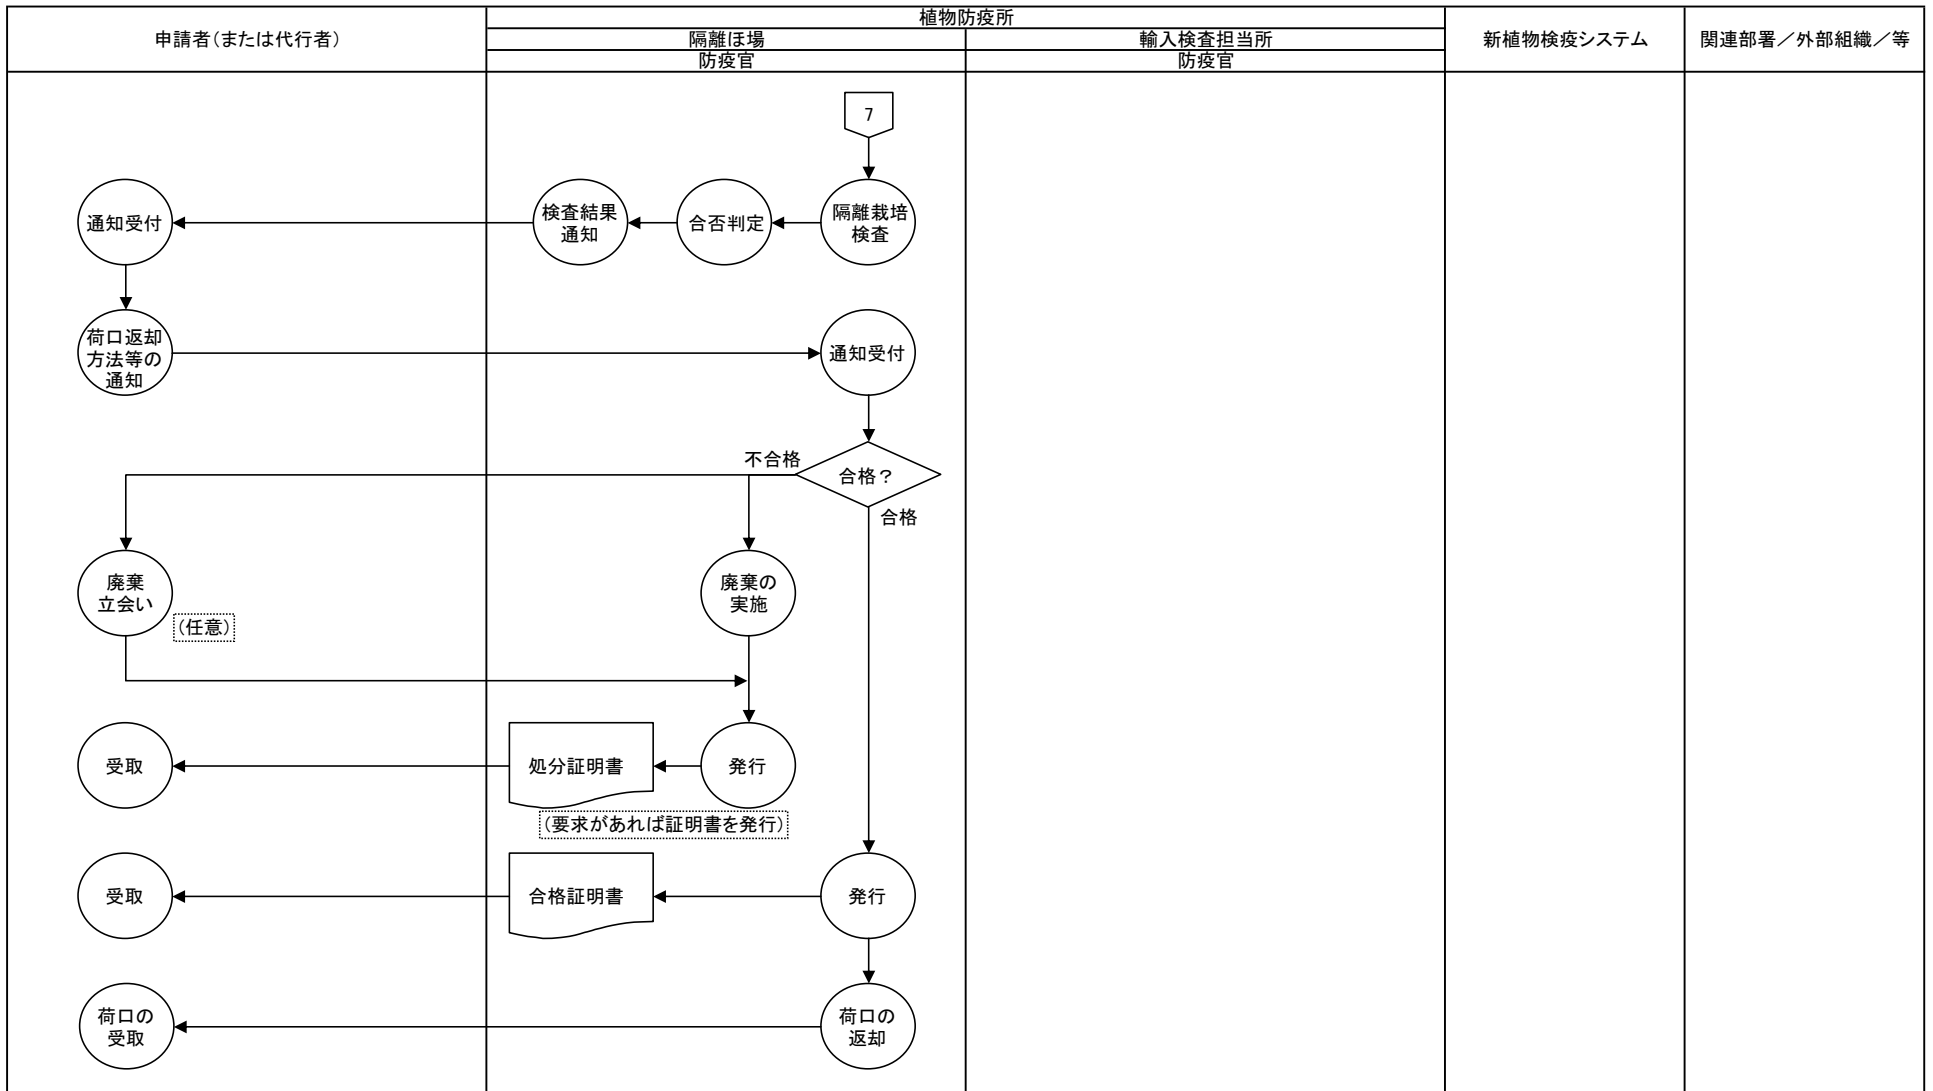 植物防疫所
申請者（または代行者）
隔離ほ場
輸入検査担当所
新植物検疫システム
関連部署／外部組織／等
防疫官
防疫官
7
通知受付
検査結果
通知
合否判定
隔離栽培
検査
荷口返却
方法等の
通知
通知受付
不合格
合格？
合格
廃棄
立会い
（任意）
廃棄の
実施
受取
処分証明書
発行
（要求があれば証明書を発行）
受取
合格証明書
発行
荷口の
受取
荷口の
返却